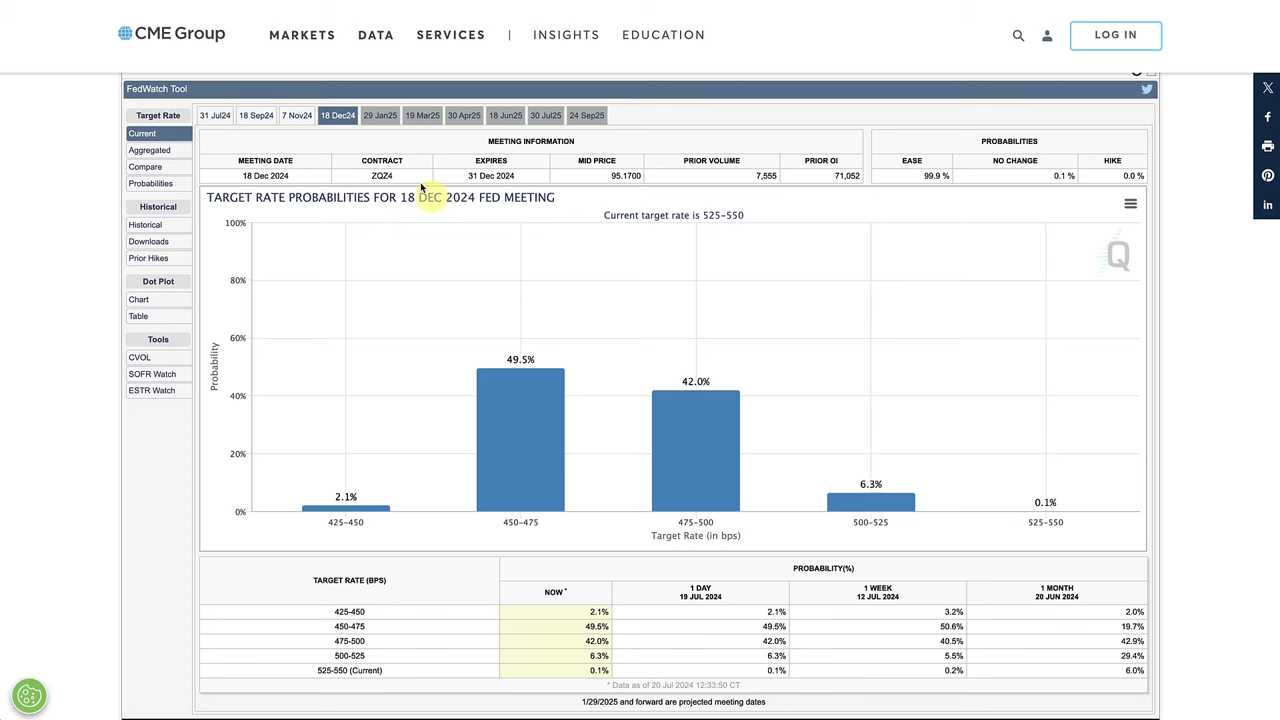 CME Group
MARKETS DATA SERVICES | INSIGHTS EDUCATION
LOG IN
FedWatch Tool
Target Rate
Current
Aggregated
Compare
Probabilities
Historical
Historical
Downloads
Prior Hikes
Dot Plot
Chart
Table
Tools
CVOL
SOFR Watch
ESTR Watch
31 Jul24 18 Sep24 7 Nov24 18 Dec24 29 Jan25 19 Mar25 30 Apr25 18 Jun25 30 Jul25 24 Sep25
MEETING INFORMATION
MEETING DATE CONTRACT EXPIRES MID PRICE PRIOR VOLUME PRIOR OI
18 Dec 2024 ZQZ4 31 Dec 2024 95.1700 7,555 71,052
PROBABILITIES
EASE NO CHANGE HIKE
99.9 % 0.1 % 0.0 %
TARGET RATE PROBABILITIES FOR 18 DEC 2024 FED MEETING
Current target rate is 525-550
Q
Probability
100%
80%
60%
40%
20%
0%
2.1%
49.5%
42.0%
6.3%
0.1%
425-450 450-475 475-500 500-525 525-550
Target Rate (in bps)
TARGET RATE (BPS) PROBABILITY(%)
NOW * 1 DAY 1 WEEK 1 MONTH
19 JUL 2024 12 JUL 2024 20 JUN 2024
425-450 2.1% 2.1% 3.2% 2.0%
450-475 49.5% 49.5% 50.6% 19.7%
475-500 42.0% 42.0% 40.5% 42.9%
500-525 6.3% 6.3% 5.5% 29.4%
525-550 (Current) 0.1% 0.1% 0.2% 6.0%
* Data as of 20 Jul 2024 12:33:50 CT
1/29/2025 and forward are projected meeting dates